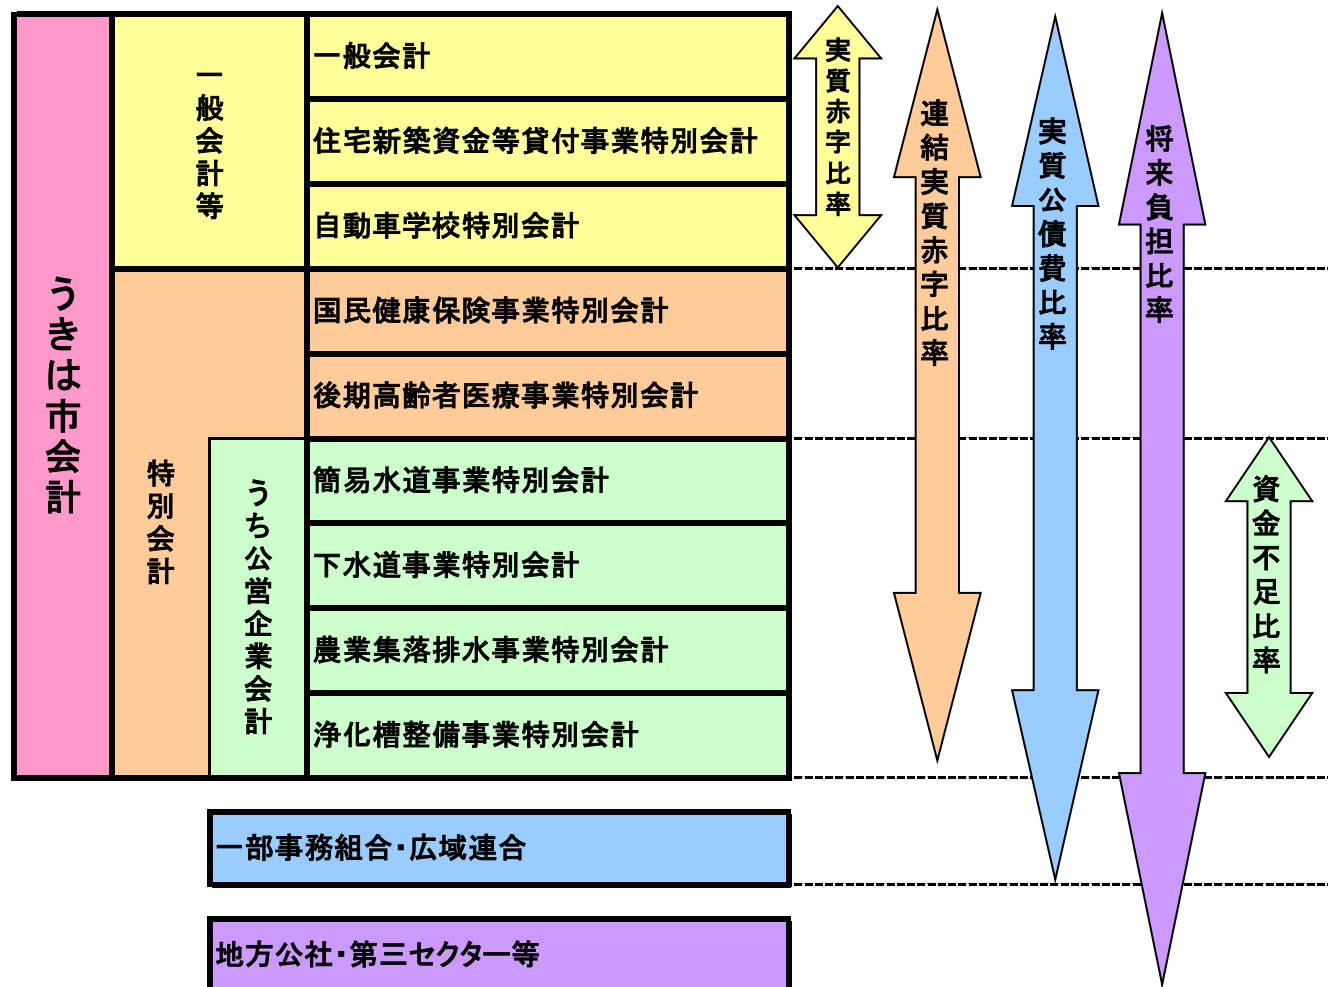 うきは市会計
一般会計等
一般会計
住宅新築資金等貸付事業特別会計
自動車学校特別会計
特別会計
国民健康保険事業特別会計
後期高齢者医療事業特別会計
うち公営企業会計
簡易水道事業特別会計
下水道事業特別会計
農業集落排水事業特別会計
浄化槽整備事業特別会計
一部事務組合・広域連合
地方公社・第三セクター等
実質赤字比率
連結実質赤字比率
実質公債費比率
将来負担比率
資金不足比率